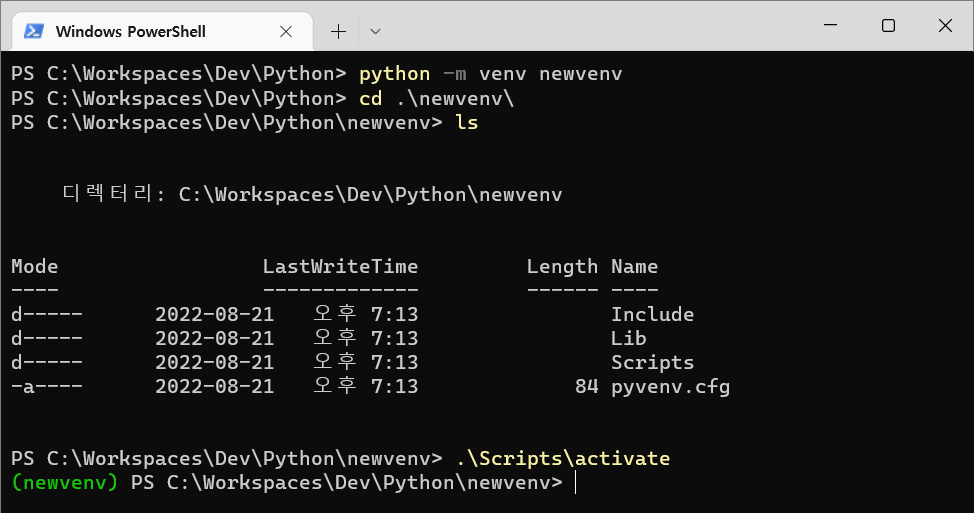 Windows PowerShell
PS C:\Workspaces\Dev\Python> python -m venv newvenv
PS C:\Workspaces\Dev\Python> cd .\newvenv\
PS C:\Workspaces\Dev\Python\newvenv> ls
디렉터리: C:\Workspaces\Dev\Python\newvenv
Mode                 LastWriteTime         Length Name
----                 -------------         ------ ----
d-----      2022-08-21   오후 7:13                Include
d-----      2022-08-21   오후 7:13                Lib
d-----      2022-08-21   오후 7:13                Scripts
-a----      2022-08-21   오후 7:13             84 pyvenv.cfg
PS C:\Workspaces\Dev\Python\newvenv> .\Scripts\activate
(newvenv) PS C:\Workspaces\Dev\Python\newvenv>